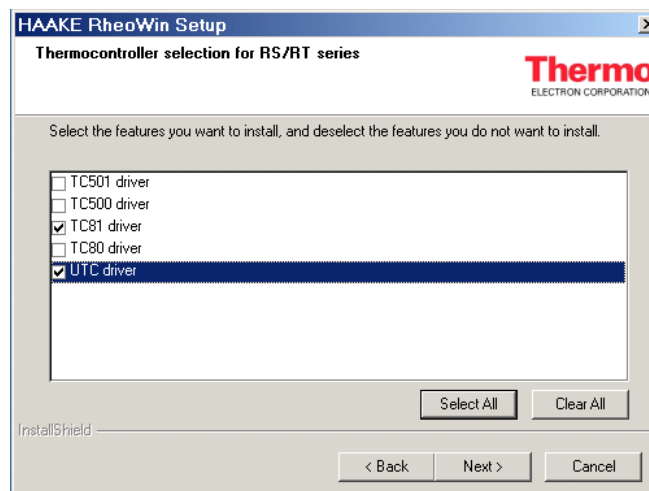 HAAKE RheoWin Setup
Thermocontroller selection for RS/RT series
Thermo
ELECTRON CORPORATION
Select the features you want to install, and deselect the features you do not want to install.
TC501 driver
TC500 driver
TC81 driver
TC80 driver
UTC driver
Select All
Clear All
InstallShield
< Back
Next >
Cancel